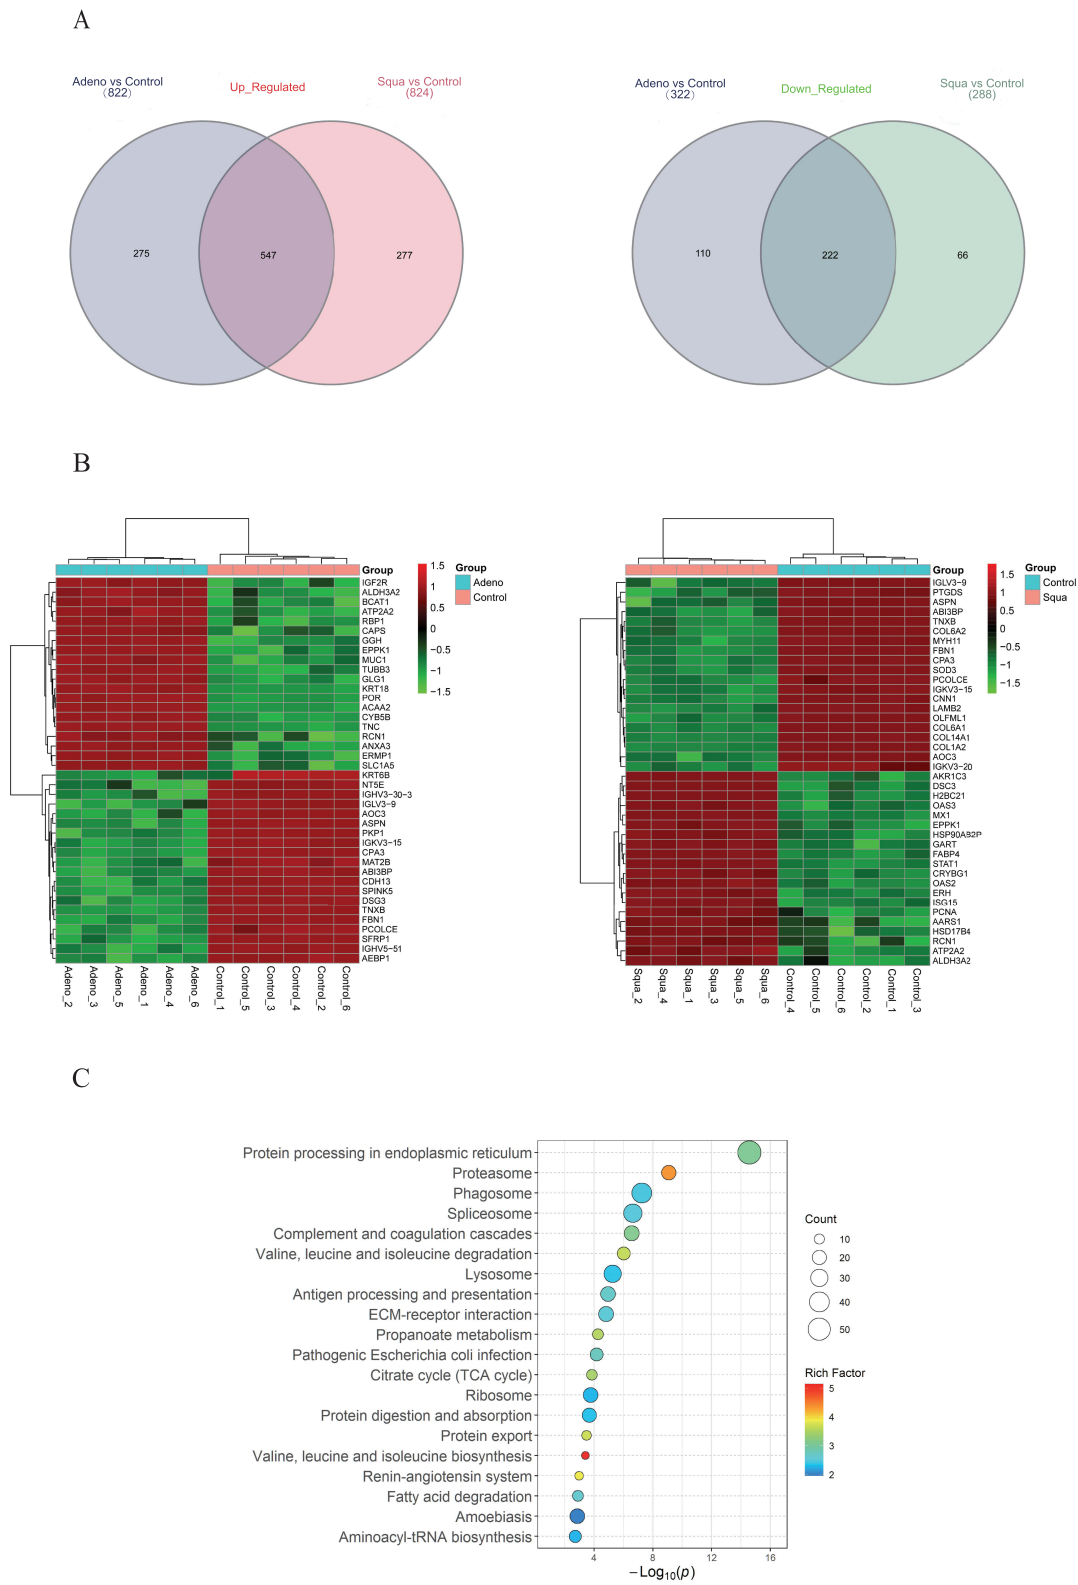 A
Adeno vs Control
(822)
Up_Regulated
Squa vs Control
(824)
275
547
277
Adeno vs Control
(322)
Down_Regulated
Squa vs Control
(288)
110
222
66
B
Group
IGF2R
ALDH3A2
BCAT1
ATP2A2
RBP1
CAPS
GGH
EPPK1
MUC1
TUBB3
GLG1
KRT18
POR
ACAA2
CYB5B
TNC
RCN1
ANXA3
ERMP1
SLC1A5
KRT6B
NT5E
IGHV3−30−3
IGLV3−9
AOC3
ASPN
PKP1
IGKV3−15
CPA3
MAT2B
ABI3BP
CDH13
SPINK5
DSG3
TNXB
FBN1
PCOLCE
SFRP1
IGHV5−51
AEBP1
1.5
1
0.5
0
−0.5
−1
−1.5
Group
Adeno
Control
Adeno_2
Adeno_3
Adeno_5
Adeno_1
Adeno_4
Adeno_6
Control_1
Control_5
Control_3
Control_4
Control_2
Control_6
Group
IGLV3−9
PTGDS
ASPN
ABI3BP
TNXB
COL6A2
MYH11
FBN1
CPA3
SOD3
PCOLCE
IGKV3−15
CNN1
LAMB2
OLFML1
COL6A1
COL14A1
COL1A2
AOC3
IGKV3−20
AKR1C3
DSC3
H2BC21
OAS3
MX1
EPPK1
HSP90AB2P
GART
FABP4
STAT1
CRYBG1
OAS2
ERH
ISG15
PCNA
AARS1
HSD17B4
RCN1
ATP2A2
ALDH3A2
1.5
1
0.5
0
−0.5
−1
−1.5
Group
Control
Squa
Squa_2
Squa_4
Squa_1
Squa_3
Squa_5
Squa_6
Control_4
Control_5
Control_6
Control_2
Control_1
Control_3
C
Protein processing in endoplasmic reticulum
Proteasome
Phagosome
Spliceosome
Complement and coagulation cascades
Valine, leucine and isoleucine degradation
Lysosome
Antigen processing and presentation
ECM-receptor interaction
Propanoate metabolism
Pathogenic Escherichia coli infection
Citrate cycle (TCA cycle)
Ribosome
Protein digestion and absorption
Protein export
Valine, leucine and isoleucine biosynthesis
Renin-angiotensin system
Fatty acid degradation
Amoebiasis
Aminoacyl-tRNA biosynthesis
4
8
12
16
−Log10(p)
Count
10
20
30
40
50
Rich Factor
5
4
3
2